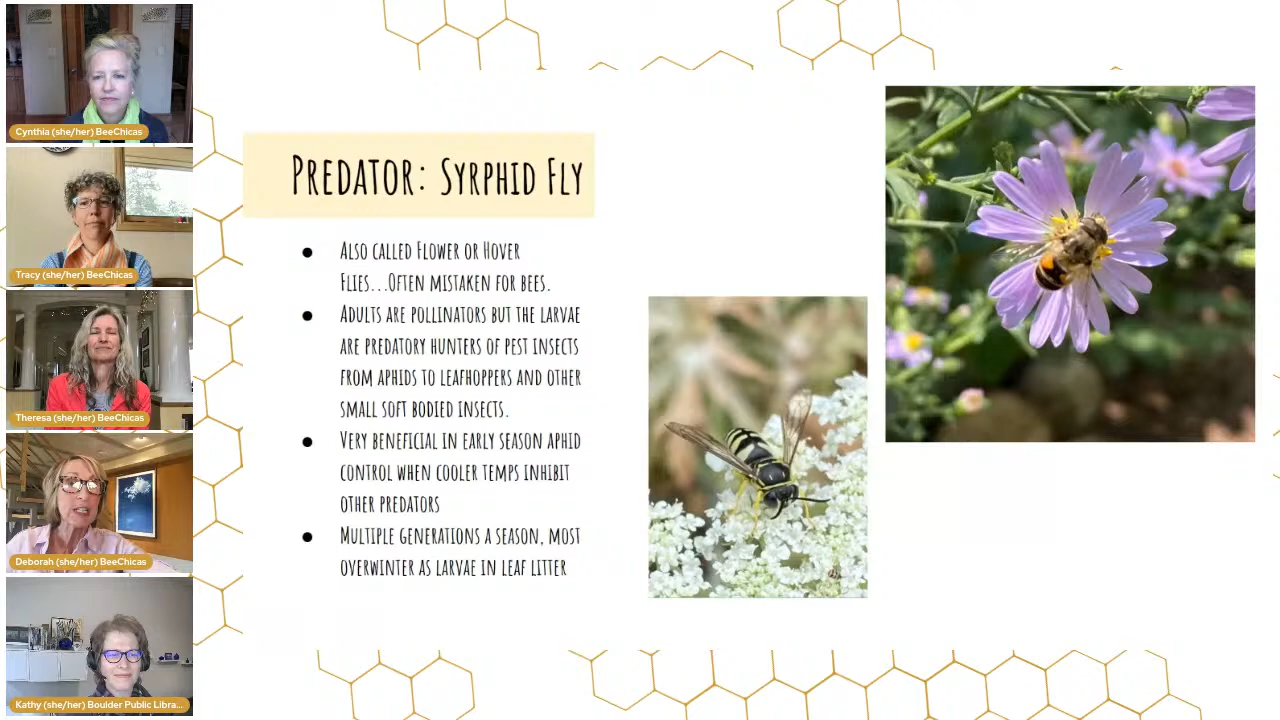 Cynthia (she/her) BeeChicas
Tracy (she/her) BeeChicas
Theresa (she/her) BeeChicas
Deborah (she/her) BeeChicas
Kathy (she/her) Boulder Public Libra...
PREDATOR: SYRPHID FLY
● ALSO CALLED FLOWER OR HOVER
FLIES...OFTEN MISTAKEN FOR BEES.
● ADULTS ARE POLLINATORS BUT THE LARVAE
ARE PREDATORY HUNTERS OF PEST INSECTS
FROM APHIDS TO LEAFHOPPERS AND OTHER
SMALL SOFT BODIED INSECTS.
● VERY BENEFICIAL IN EARLY SEASON APHID
CONTROL WHEN COOLER TEMPS INHIBIT
OTHER PREDATORS
● MULTIPLE GENERATIONS A SEASON, MOST
OVERWINTER AS LARVAE IN LEAF LITTER